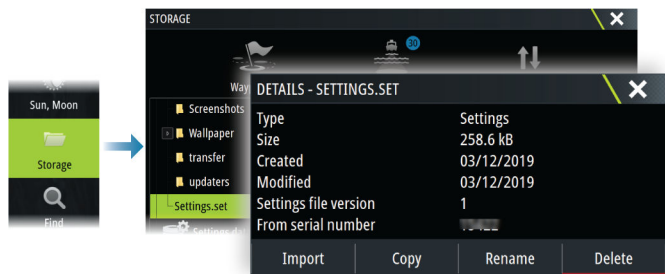 STORAGE
30
Way
Sun, Moon
Storage
Find
Screenshots
Wallpaper
transfer
updaters
Settings.set
DETAILS - SETTINGS.SET
Type Settings
Size 258.6 kB
Created 03/12/2019
Modified 03/12/2019
Settings file version 1
From serial number
Import Copy Rename Delete